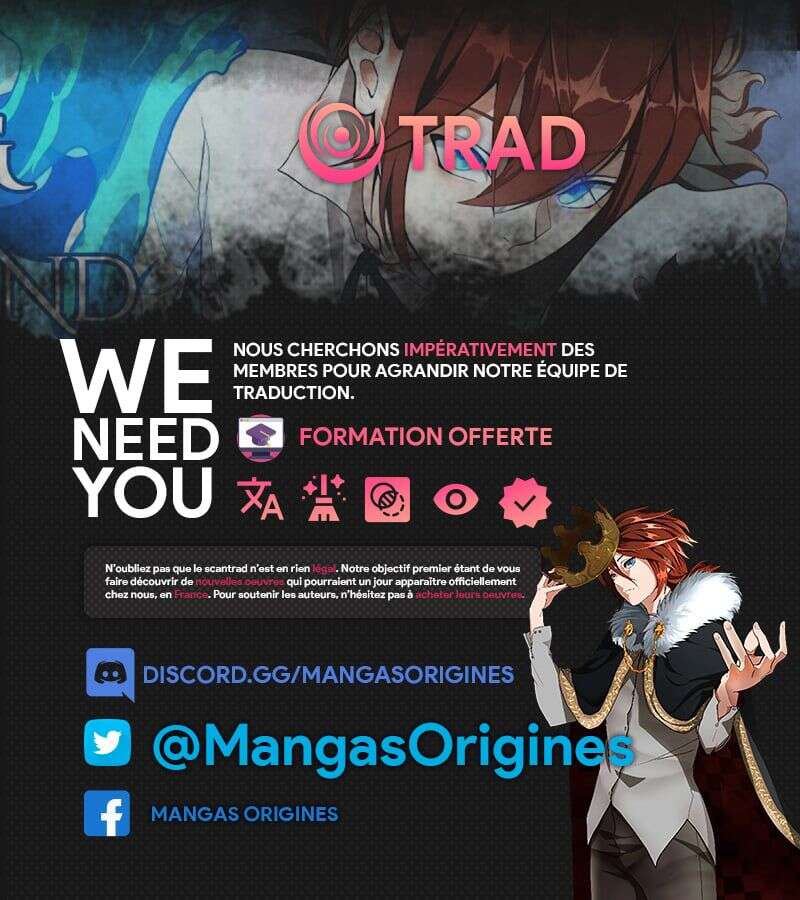 TRAD
ND
WE
NEED
YOU
NOUS CHERCHONS IMPÉRATIVEMENT DES
MEMBRES POUR AGRANDIR NOTRE ÉQUIPE DE
TRADUCTION.
FORMATION OFFERTE
文A
N'oubliez pas que le scantrad n'est en rien légal. Notre objectif premier étant de vous
faire découvrir de nouvelles oeuvres qui pourraient un jour apparaître officiellement
chez nous, en France. Pour soutenir les auteurs, n'hésitez pas à acheter leurs oeuvres.
DISCORD.GG/MANGASORIGINES
@MangasOrigines
MANGAS ORIGINES